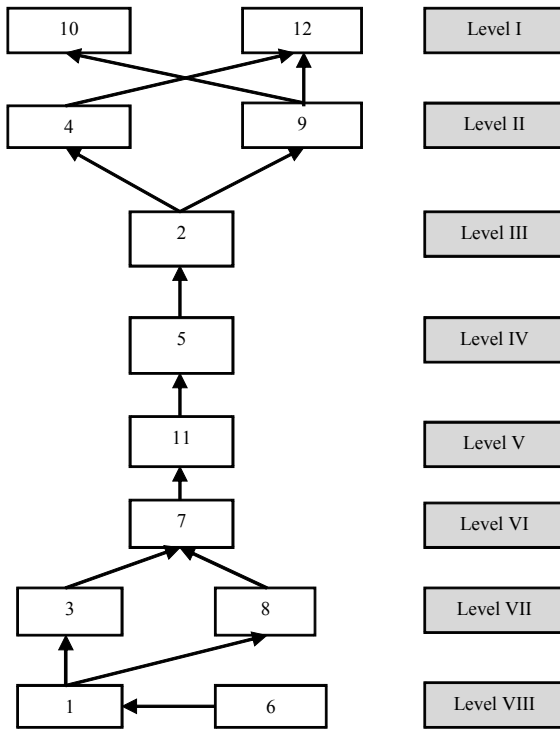 10 12 Level I
4 9 Level II
2 Level III
5 Level IV
11 Level V
7 Level VI
3 8 Level VII
1 6 Level VIII